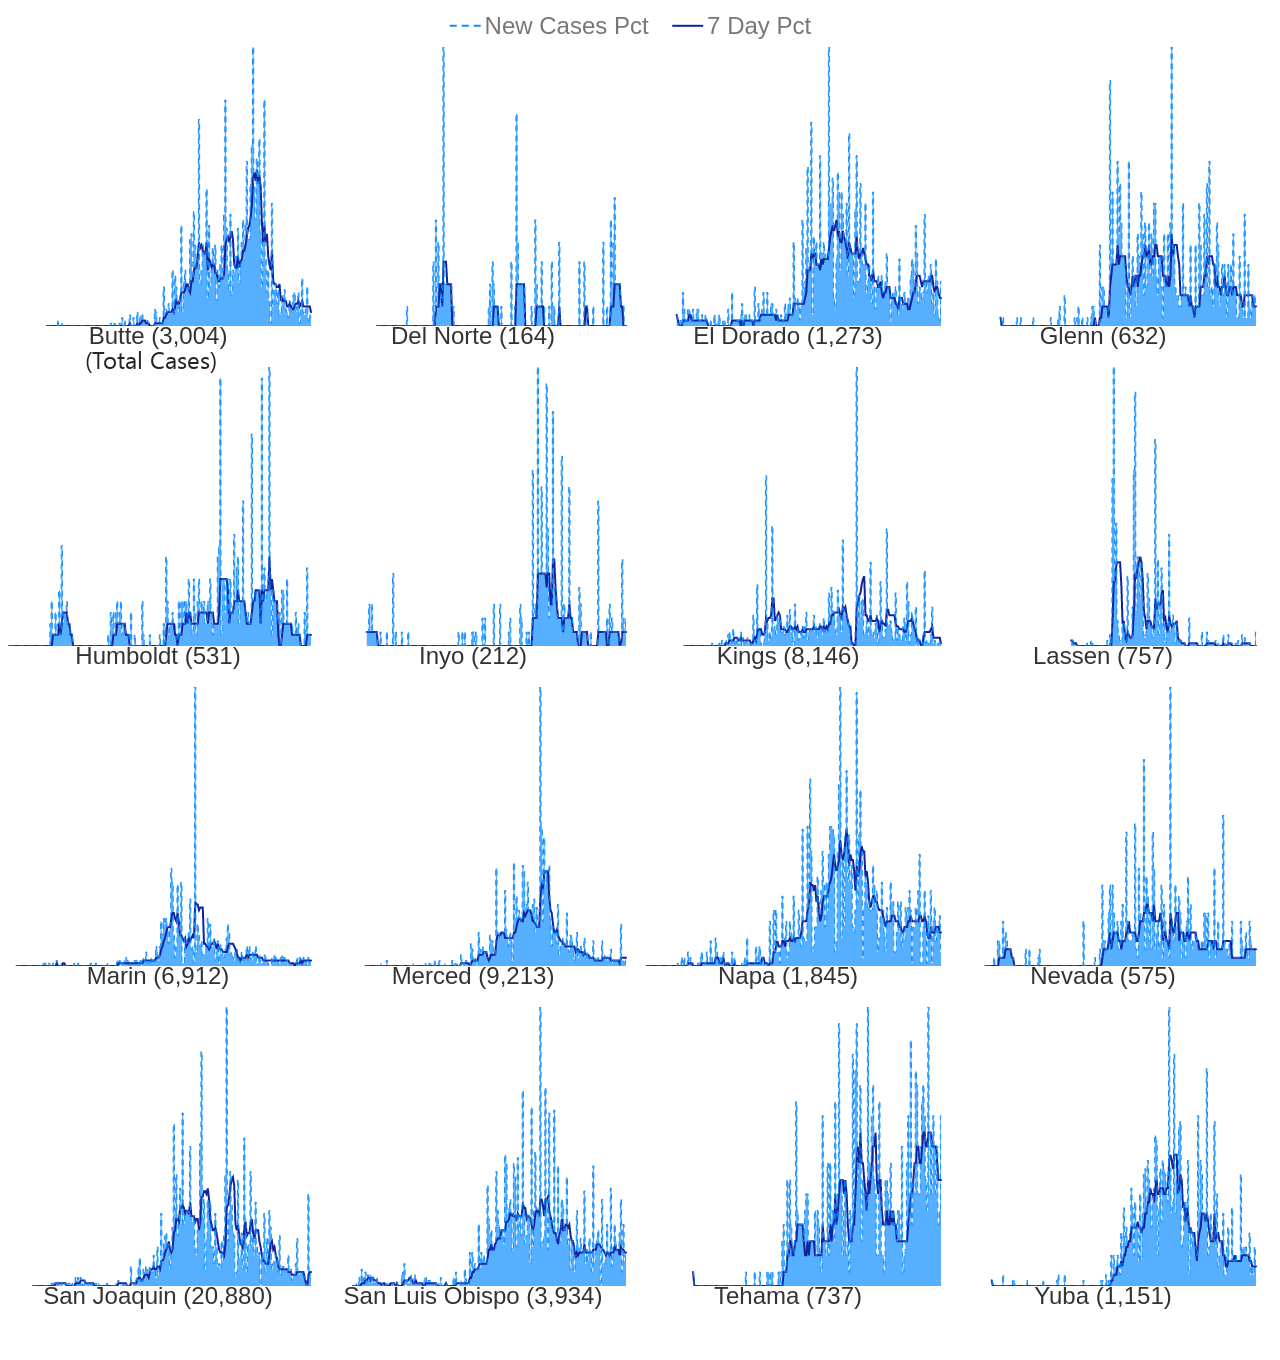 New Cases Pct 7 Day Pct
Butte (3,004) Del Norte (164) El Dorado (1,273) Glenn (632)
(Total Cases)
Humboldt (531) Inyo (212) Kings (8,146) Lassen (757)
Marin (6,912) Merced (9,213) Napa (1,845) Nevada (575)
San Joaquin (20,880) San Luis Obispo (3,934) Tehama (737) Yuba (1,151)